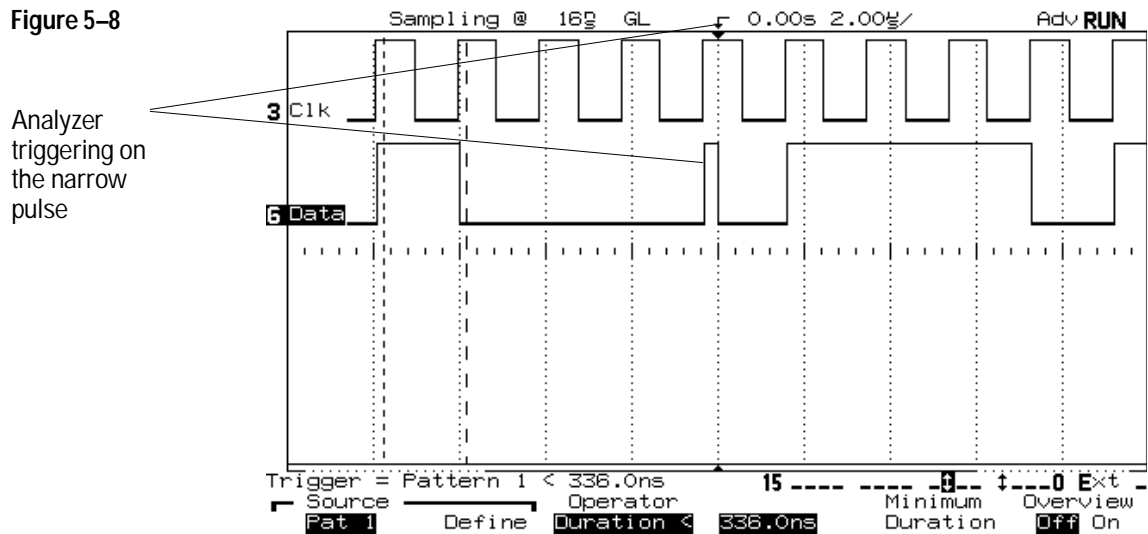 Figure 5–8
Sampling @ 16ns GL 0.00s 2.00us/ Adv RUN
3 Clk
Analyzer
triggering on
the narrow
pulse
6 Data
Trigger = Pattern 1 < 336.0ns 15 ---- ---- -↕-- ↕---0 Ext -
Source Operator Minimum Overview
Pat 1 Define Duration < 336.0ns Duration Off On